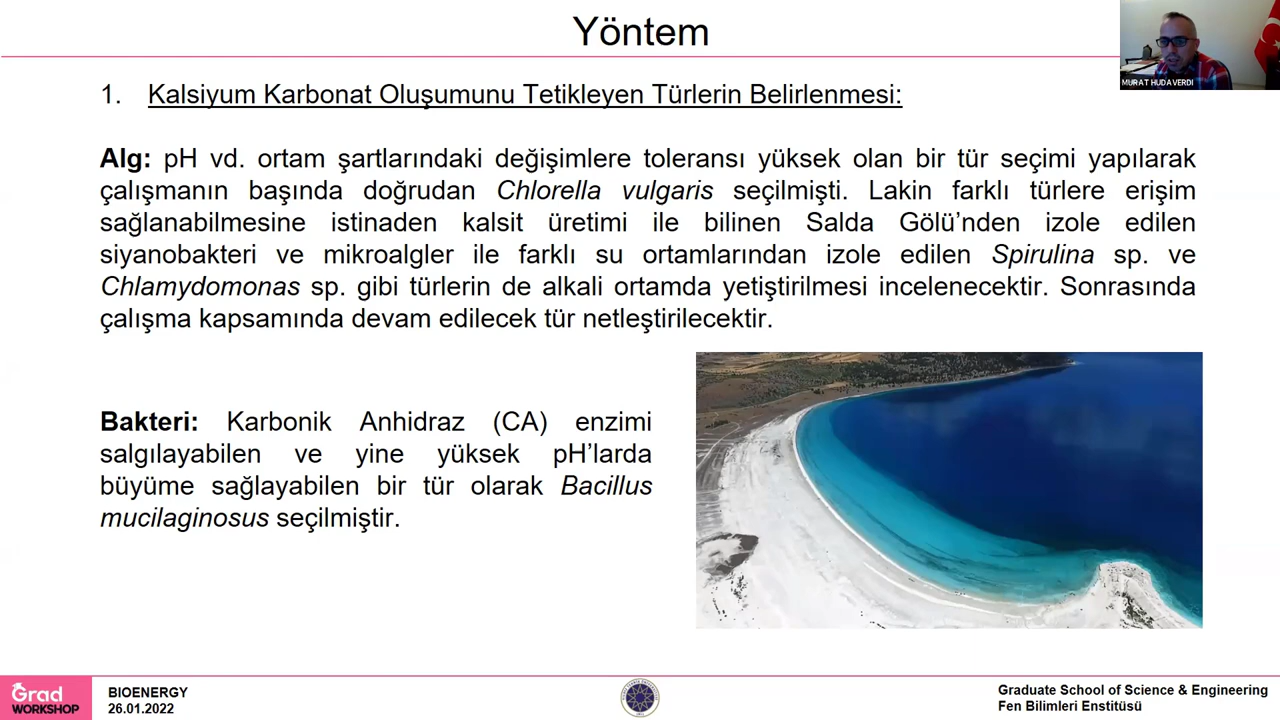 Yöntem
MURAT HUDAVERDI
1. Kalsiyum Karbonat Oluşumunu Tetikleyen Türlerin Belirlenmesi:
Alg: pH vd. ortam şartlarındaki değişimlere toleransı yüksek olan bir tür seçimi yapılarak
çalışmanın başında doğrudan Chlorella vulgaris seçilmişti. Lakin farklı türlere erişim
sağlanabilmesine istinaden kalsit üretimi ile bilinen Salda Gölü’nden izole edilen
siyanobakteri ve mikroalgler ile farklı su ortamlarından izole edilen Spirulina sp. ve
Chlamydomonas sp. gibi türlerin de alkali ortamda yetiştirilmesi incelenecektir. Sonrasında
çalışma kapsamında devam edilecek tür netleştirilecektir.
Bakteri: Karbonik Anhidraz (CA) enzimi
salgılayabilen ve yine yüksek pH’larda
büyüme sağlayabilen bir tür olarak Bacillus
mucilaginosus seçilmiştir.
Grad
WORKSHOP
BIOENERGY
26.01.2022
Graduate School of Science & Engineering
Fen Bilimleri Enstitüsü